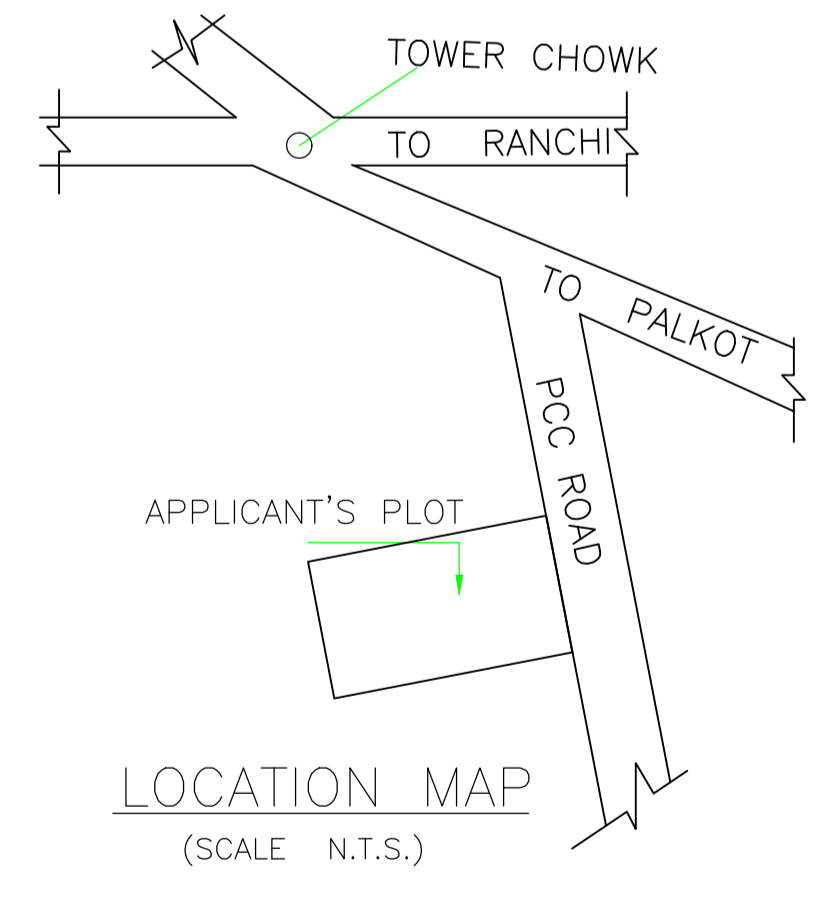 TOWER CHOWK
TO RANCHI
TO PALKOT
PCC ROAD
APPLICANT'S PLOT
LOCATION MAP
(SCALE N.T.S.)